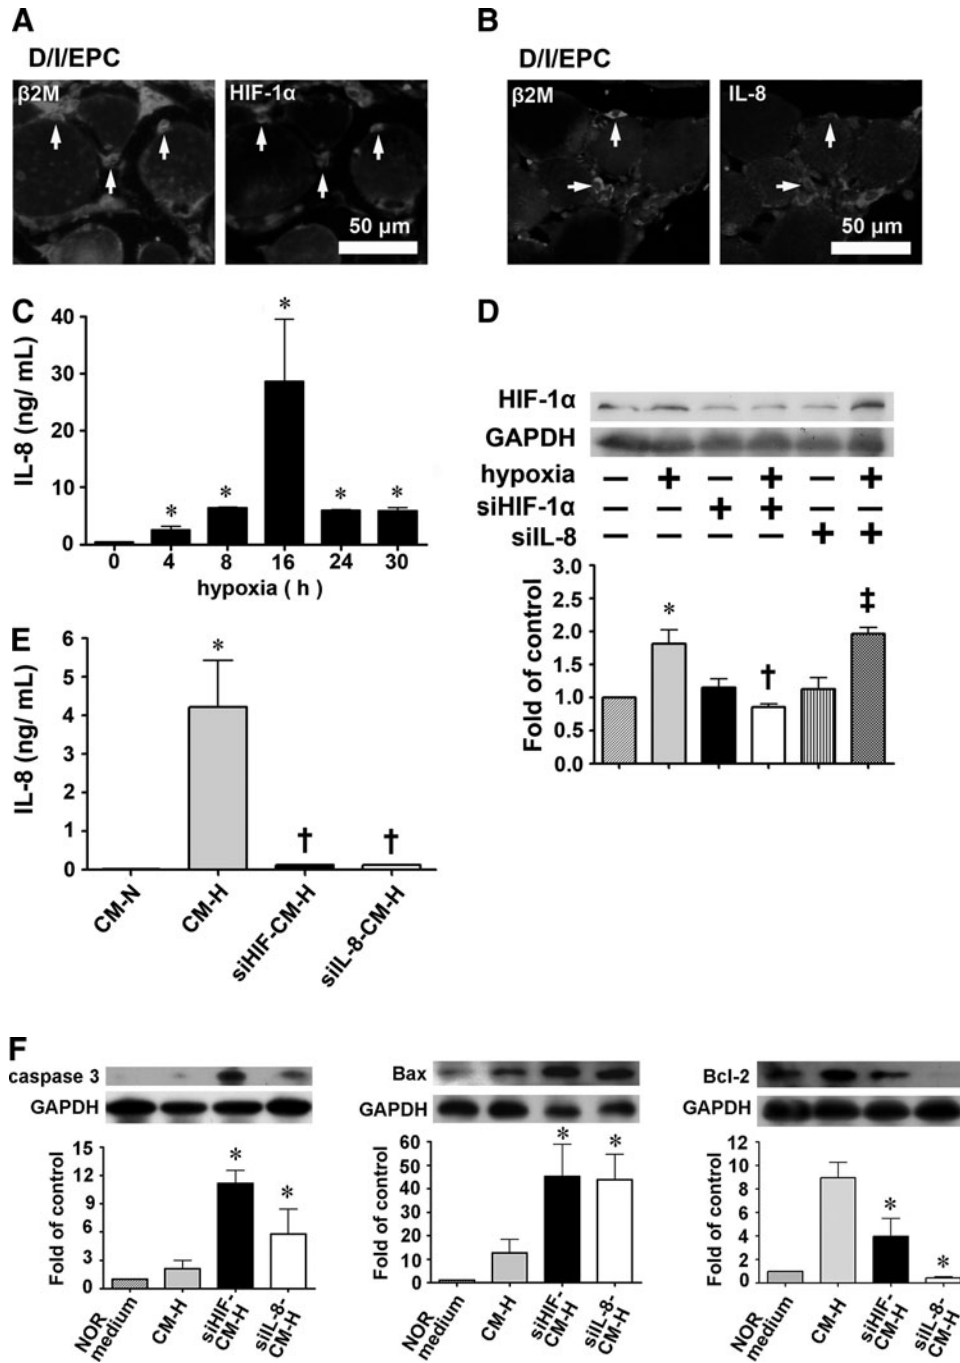 A
D/I/EPC
β2M
HIF-1α
50 μm
B
D/I/EPC
β2M
IL-8
50 μm
C
IL-8 (ng/ mL)
40
30
20
10
0
*
*
*
*
*
0 4 8 16 24 30
hypoxia ( h )
D
HIF-1α
GAPDH
hypoxia − + − + − +
siHIF-1α − − + + − −
siIL-8 − − − − + +
Fold of control
3.0
2.5
2.0
1.5
1.0
0.5
0.0
*
†
‡
E
IL-8 (ng/ mL)
6
5
4
3
2
1
0
*
†
†
CM-N
CM-H
siHIF-CM-H
siIL-8-CM-H
F
caspase 3
GAPDH
Fold of control
15
12
9
6
3
0
*
*
NOR medium
CM-H
siHIF-CM-H
siIL-8-CM-H
Bax
GAPDH
Fold of control
60
50
40
30
20
10
0
*
*
NOR medium
CM-H
siHIF-CM-H
siIL-8-CM-H
Bcl-2
GAPDH
Fold of control
12
10
8
6
4
2
0
*
*
NOR medium
CM-H
siHIF-CM-H
siIL-8-CM-H